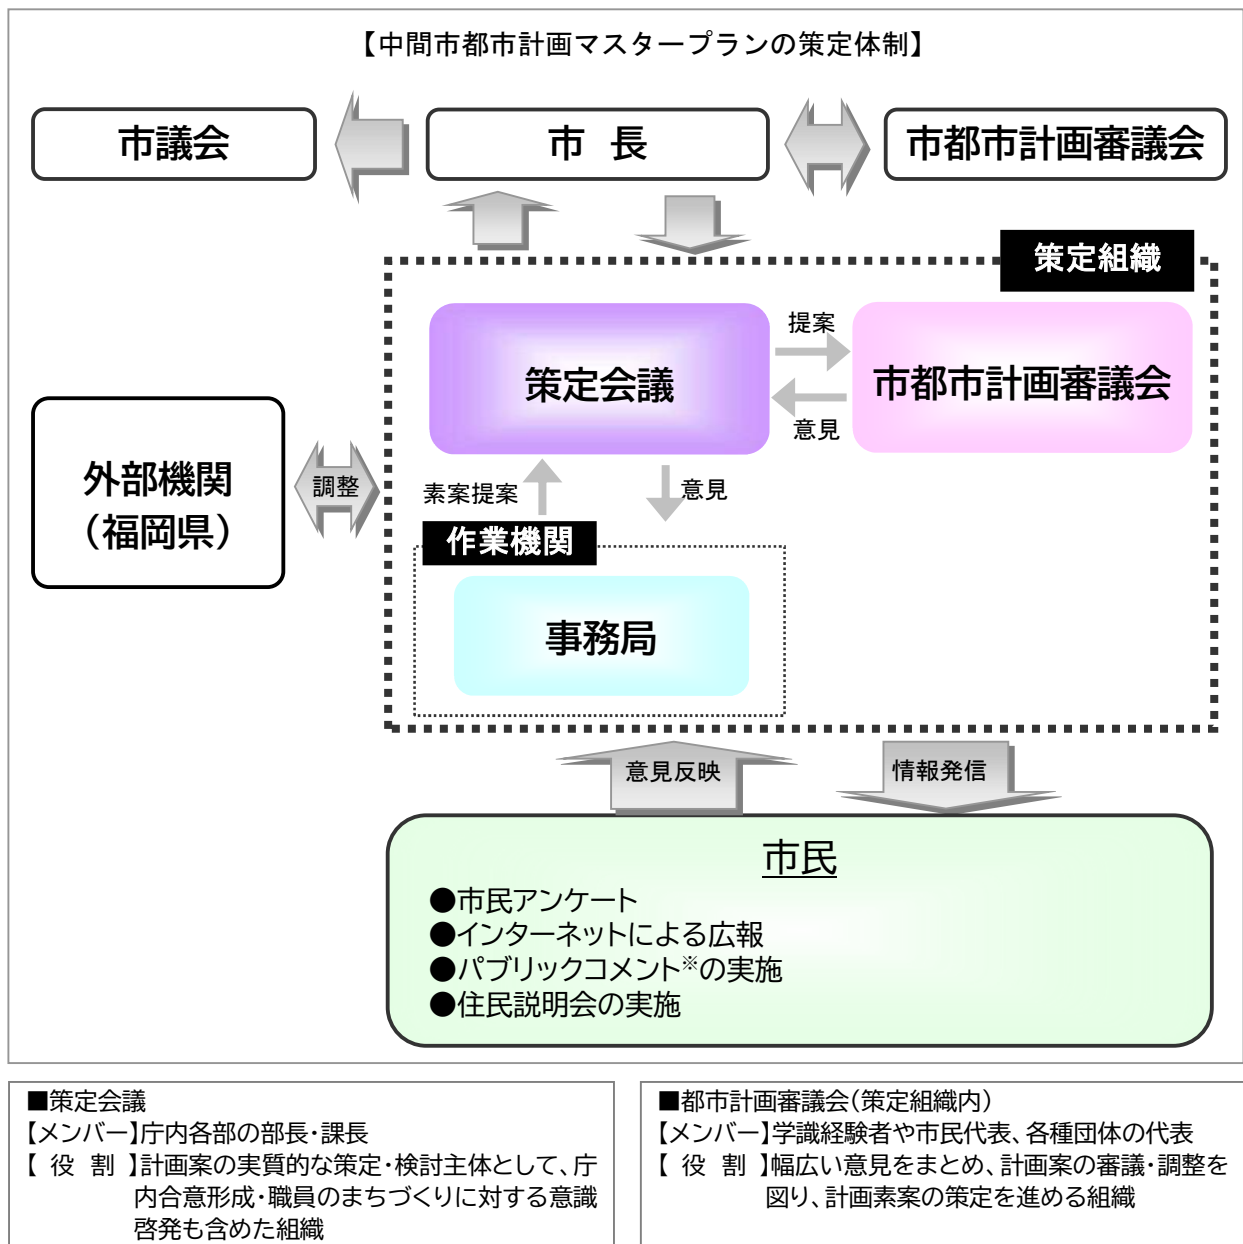 【中間市都市計画マスタープランの策定体制】
市議会
市 長
市都市計画審議会
策定組織
策定会議
提案
意見
市都市計画審議会
外部機関
（福岡県）
調整
素案提案
意見
作業機関
事務局
意見反映
情報発信
市民
●市民アンケート
●インターネットによる広報
●パブリックコメント※の実施
●住民説明会の実施
■策定会議
【メンバー】庁内各部の部長・課長
【 役 割 】計画案の実質的な策定・検討主体として、庁
内合意形成・職員のまちづくりに対する意識
啓発も含めた組織
■都市計画審議会（策定組織内）
【メンバー】学識経験者や市民代表、各種団体の代表
【 役 割 】幅広い意見をまとめ、計画案の審議・調整を
図り、計画素案の策定を進める組織